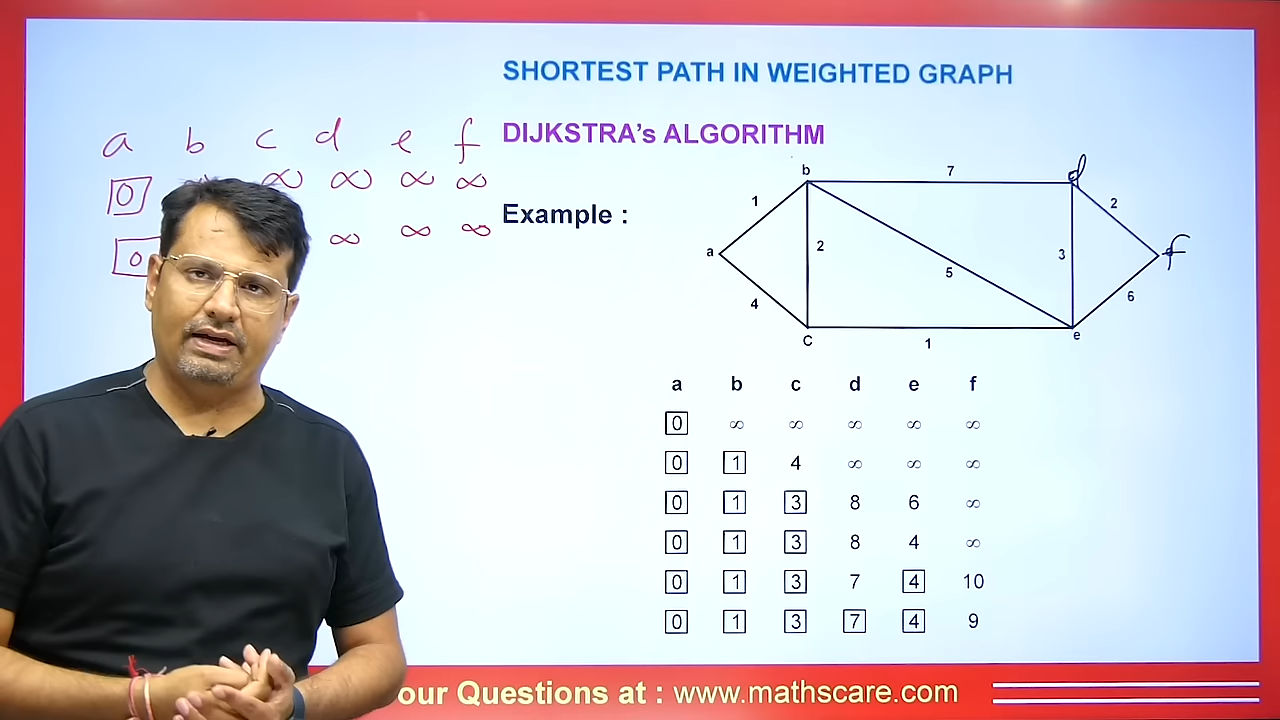 SHORTEST PATH IN WEIGHTED GRAPH
DIJKSTRA's ALGORITHM
a b c d e f
0 ∞ ∞ ∞ ∞
0 ∞ ∞ ∞
Example :
b 7 d
1 2
a 2 5 3 f
4 6
C 1 e
a b c d e f
0 ∞ ∞ ∞ ∞ ∞
0 1 4 ∞ ∞ ∞
0 1 3 8 6 ∞
0 1 3 8 4 ∞
0 1 3 7 4 10
0 1 3 7 4 9
our Questions at : www.mathscare.com